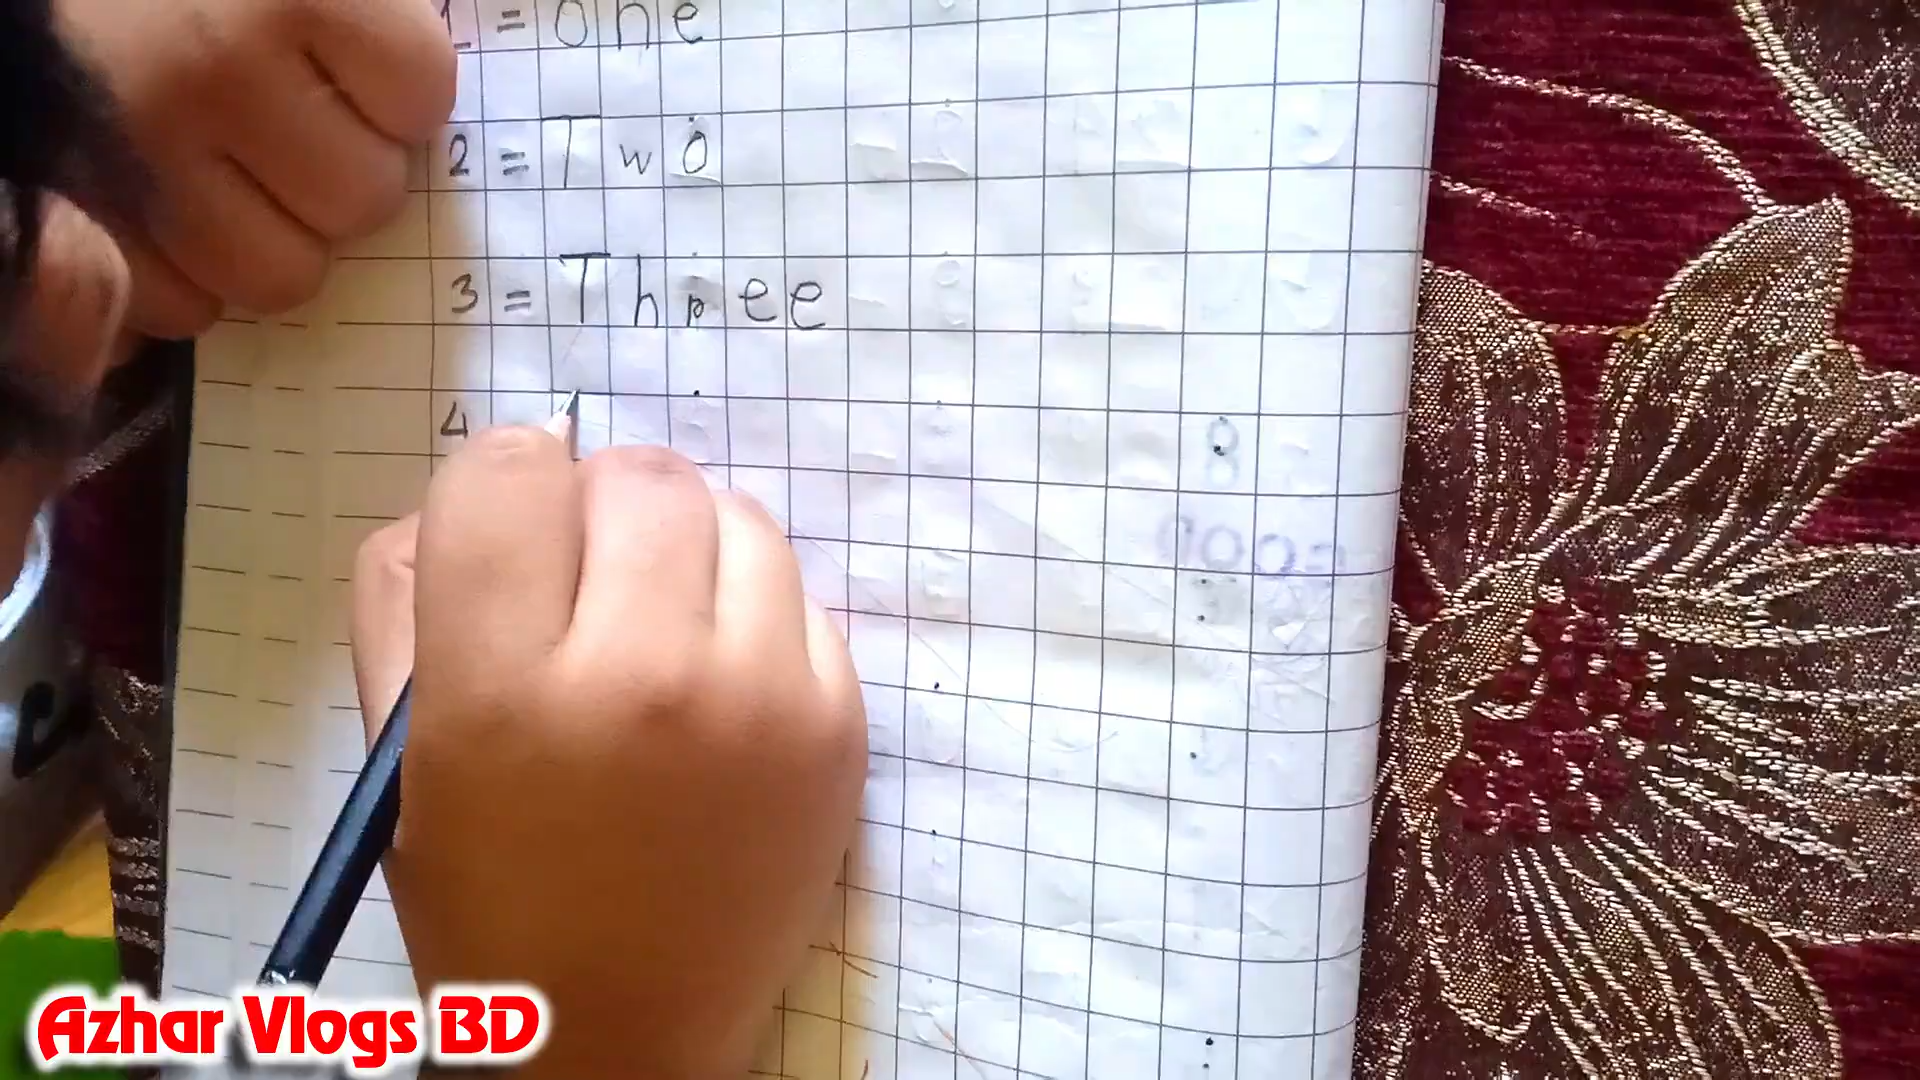 1 = One
2 = Two
3 = Three
4
Azhar Vlogs BD